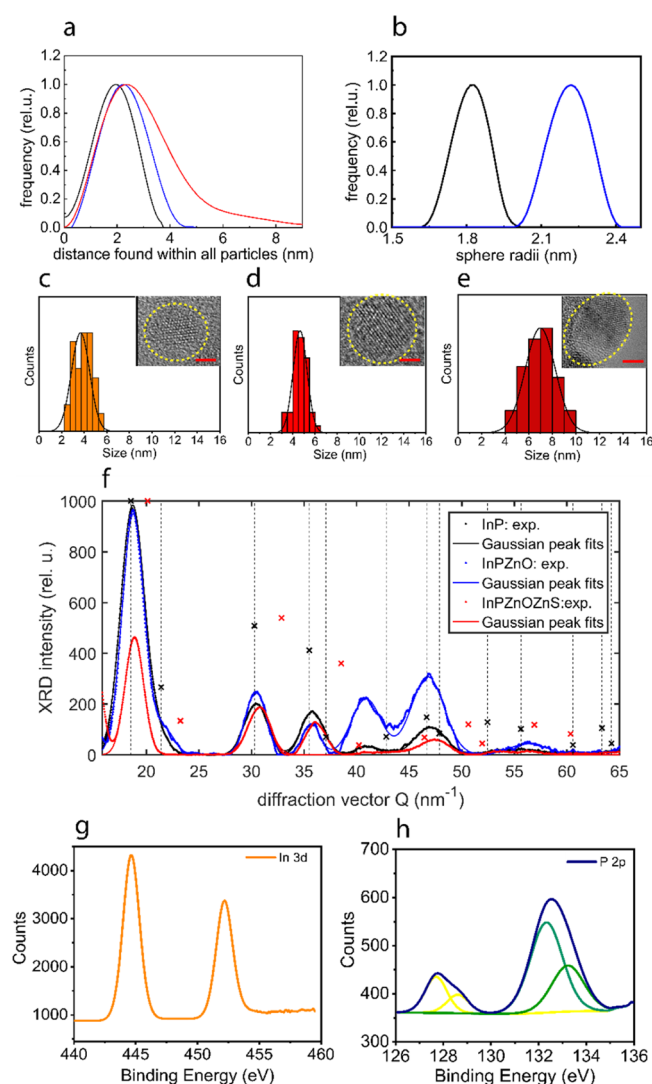 a
b
1.2
1.0
0.8
0.6
0.4
0.2
0.0
frequency (rel.u.)
0 2 4 6 8
distance found within all particles (nm)
1.2
1.0
0.8
0.6
0.4
0.2
0.0
frequency (rel.u.)
1.5 1.8 2.1 2.4
sphere radii (nm)
c
d
e
Counts
0 2 4 6 8 10 12 14 16
Size (nm)
Counts
0 2 4 6 8 10 12 14 16
Size (nm)
Counts
0 2 4 6 8 10 12 14 16
Size (nm)
f
1000
800
600
400
200
0
XRD intensity (rel. u.)
InP: exp.
Gaussian peak fits
InPZnO: exp.
Gaussian peak fits
InPZnOZnS:exp.
Gaussian peak fits
20 25 30 35 40 45 50 55 60 65
diffraction vector Q (nm⁻¹)
g
h
4000
3000
2000
1000
Counts
In 3d
440 445 450 455 460
Binding Energy (eV)
700
600
500
400
300
Counts
P 2p
126 128 130 132 134 136
Binding Energy (eV)